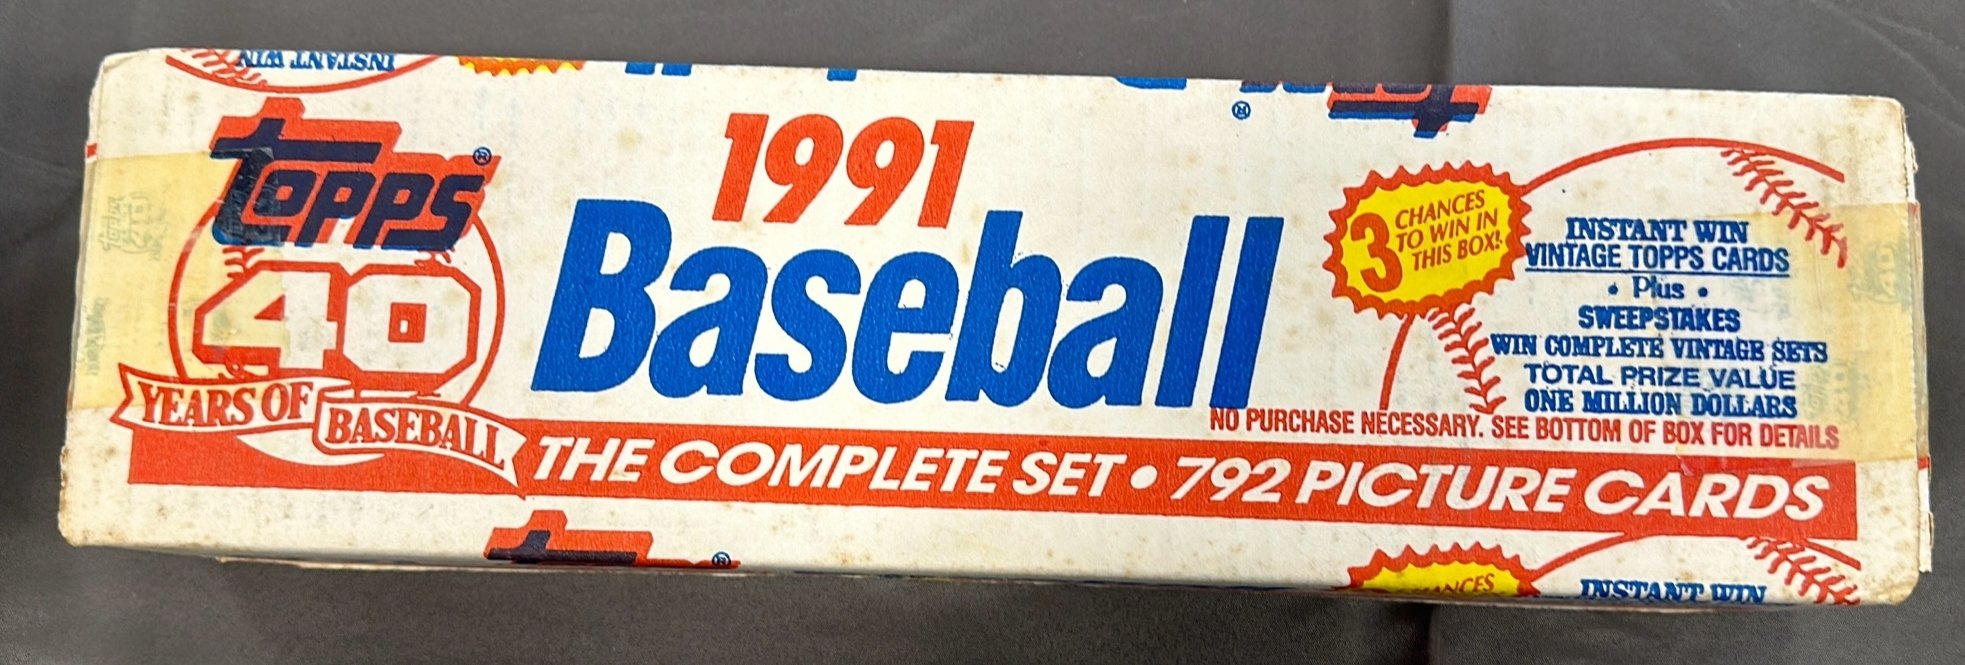 INSTANT WIN
®
TOPPS®
40
YEARS OF BASEBALL
1991
Baseball
3 CHANCES
TO WIN IN
THIS BOX!
INSTANT WIN
VINTAGE TOPPS CARDS
• Plus •
SWEEPSTAKES
WIN COMPLETE VINTAGE SETS
TOTAL PRIZE VALUE
ONE MILLION DOLLARS
NO PURCHASE NECESSARY. SEE BOTTOM OF BOX FOR DETAILS
THE COMPLETE SET • 792 PICTURE CARDS
®
INSTANT WIN